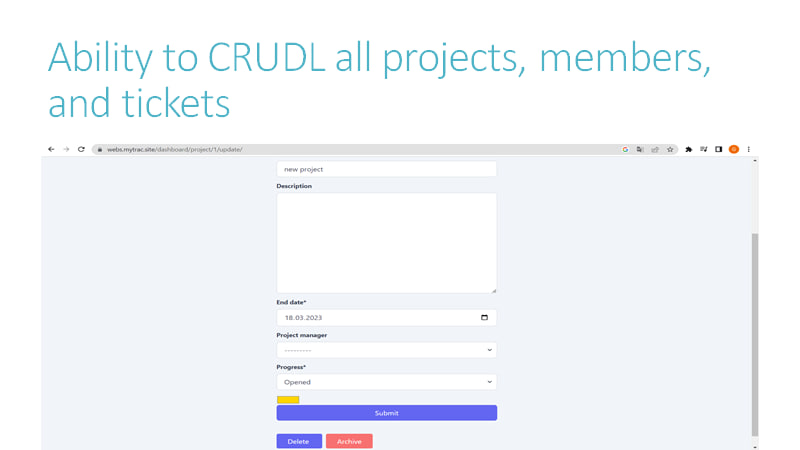 Ability to CRUDL all projects, members,
and tickets
webs.mytrac.site/dashboard/project/1/update/
new project
Description
End date*
18.03.2023
Project manager
---------
Progress*
Opened
Submit
Delete Archive